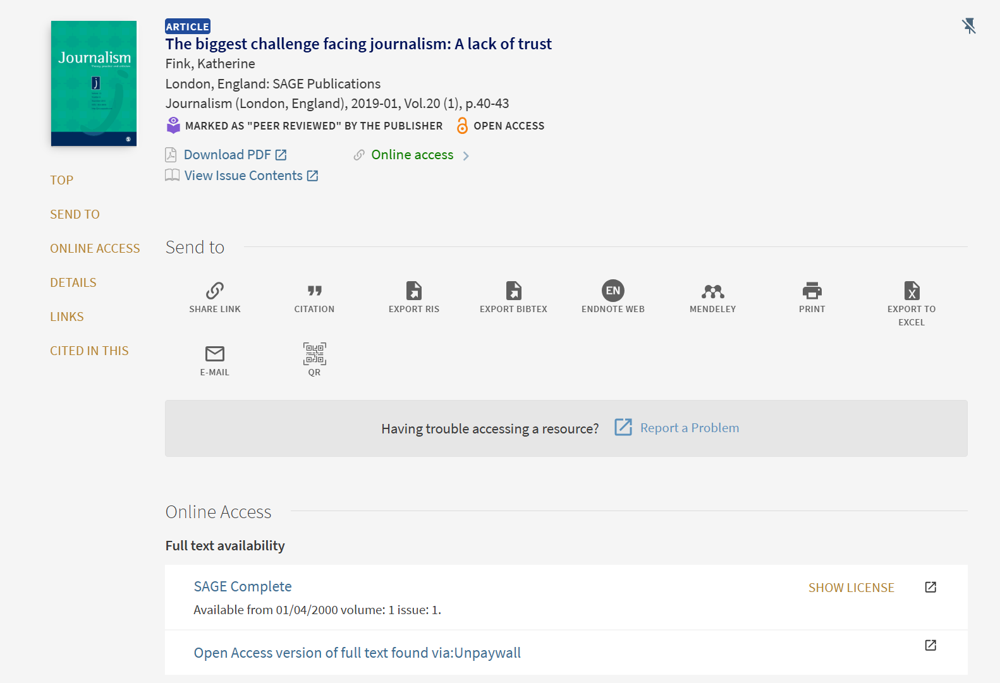 Journalism
Theory, practice and criticism
j
ARTICLE
The biggest challenge facing journalism: A lack of trust
Fink, Katherine
London, England: SAGE Publications
Journalism (London, England), 2019-01, Vol.20 (1), p.40-43
MARKED AS "PEER REVIEWED" BY THE PUBLISHER OPEN ACCESS
Download PDF Online access
View Issue Contents
TOP
SEND TO
ONLINE ACCESS
DETAILS
LINKS
CITED IN THIS
Send to
SHARE LINK
CITATION
EXPORT RIS
EXPORT BIBTEX
EN
ENDNOTE WEB
MENDELEY
PRINT
X
EXPORT TO
EXCEL
E-MAIL
QR
Having trouble accessing a resource? Report a Problem
Online Access
Full text availability
SAGE Complete SHOW LICENSE
Available from 01/04/2000 volume: 1 issue: 1.
Open Access version of full text found via:Unpaywall